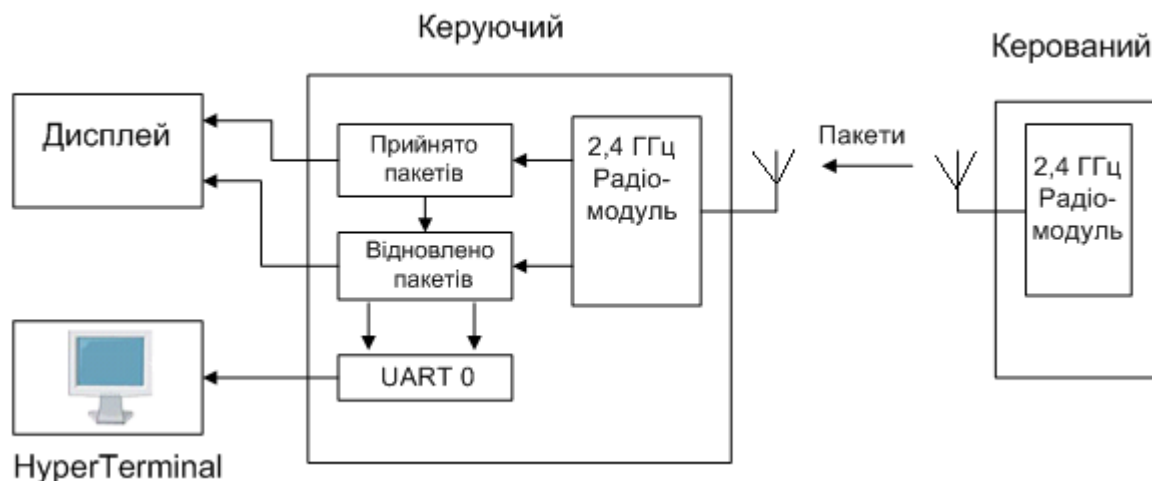 Керуючий
Керований
Дисплей
Прийнято
пакетів
2,4 ГГц
Радіо-
модуль
Пакети
2,4 ГГц
Радіо-
модуль
Відновлено
пакетів
UART 0
HyperTerminal